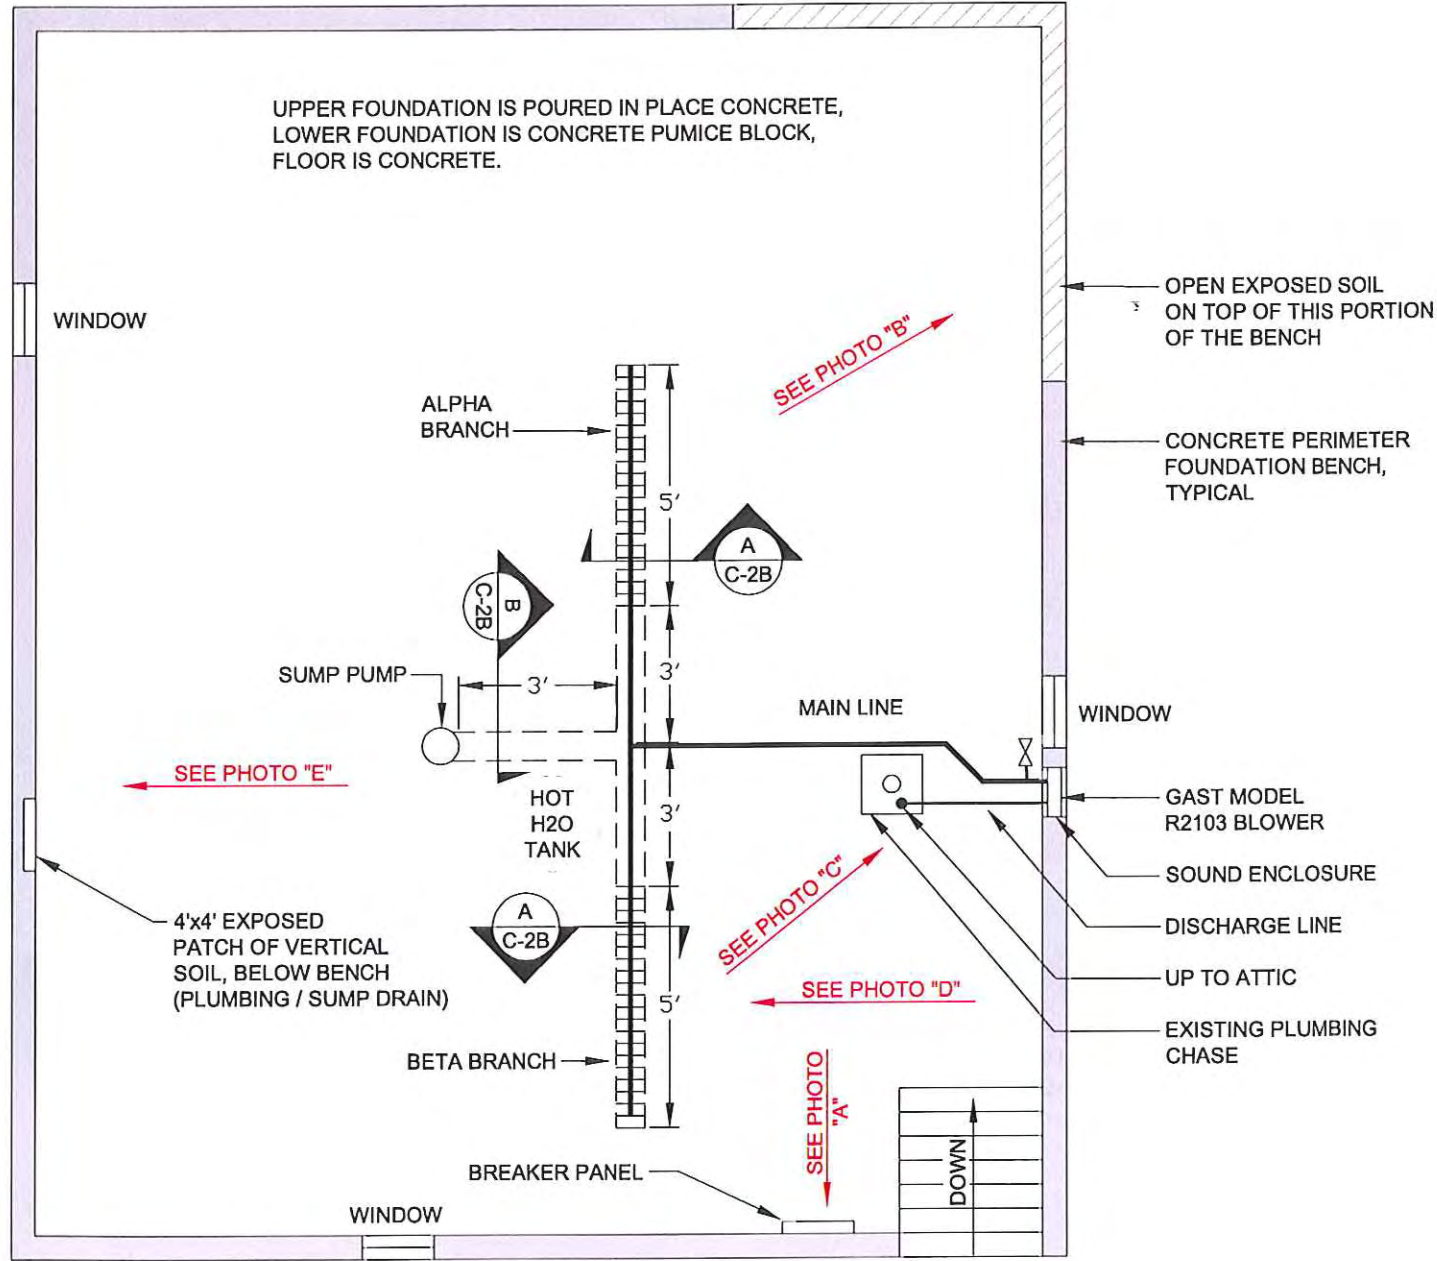 UPPER FOUNDATION IS POURED IN PLACE CONCRETE,
LOWER FOUNDATION IS CONCRETE PUMICE BLOCK,
FLOOR IS CONCRETE.
WINDOW
OPEN EXPOSED SOIL
ON TOP OF THIS PORTION
OF THE BENCH
SEE PHOTO "B"
ALPHA
BRANCH
CONCRETE PERIMETER
FOUNDATION BENCH,
TYPICAL
5'
A
C-2B
B
C-2B
SUMP PUMP
3'
3'
MAIN LINE
WINDOW
SEE PHOTO "E"
HOT
H2O
TANK
3'
GAST MODEL
R2103 BLOWER
SOUND ENCLOSURE
SEE PHOTO "C"
4'x4' EXPOSED
PATCH OF VERTICAL
SOIL, BELOW BENCH
(PLUMBING / SUMP DRAIN)
A
C-2B
DISCHARGE LINE
UP TO ATTIC
SEE PHOTO "D"
5'
EXISTING PLUMBING
CHASE
BETA BRANCH
SEE PHOTO
"A"
DOWN
BREAKER PANEL
WINDOW